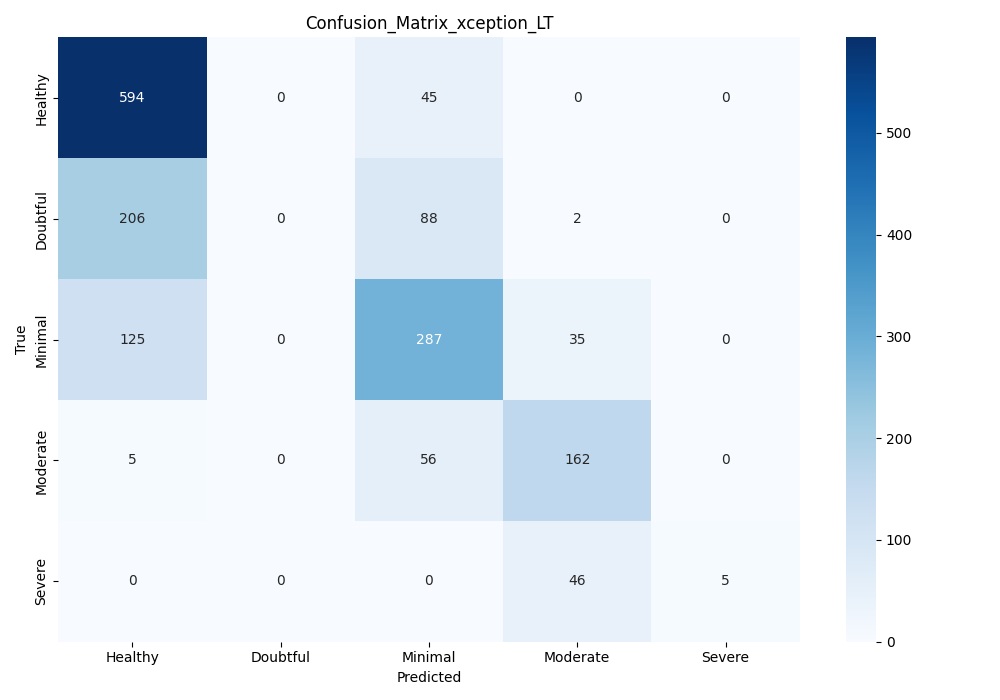 Confusion_Matrix_xception_LT
Healthy 594 0 45 0 0
Doubtful 206 0 88 2 0
Minimal 125 0 287 35 0
Moderate 5 0 56 162 0
Severe 0 0 0 46 5
True
Healthy Doubtful Minimal Moderate Severe
Predicted
500
400
300
200
100
0